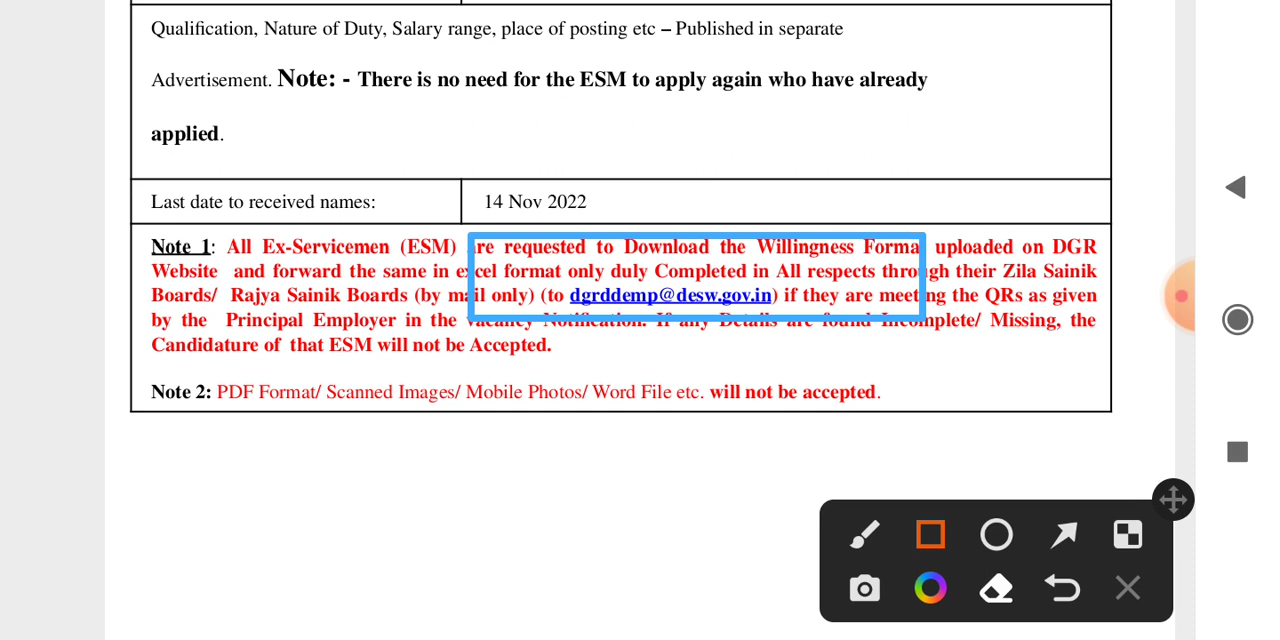 Qualification, Nature of Duty, Salary range, place of posting etc – Published in separate
Advertisement. Note: - There is no need for the ESM to apply again who have already
applied.
Last date to received names: 14 Nov 2022
Note 1: All Ex-Servicemen (ESM) are requested to Download the Willingness Format uploaded on DGR
Website and forward the same in excel format only duly Completed in All respects through their Zila Sainik
Boards/ Rajya Sainik Boards (by mail only) (to dgrddemp@desw.gov.in) if they are meeting the QRs as given
by the Principal Employer in the vacancy Notification. If any Details are found Incomplete/ Missing, the
Candidature of that ESM will not be Accepted.
Note 2: PDF Format/ Scanned Images/ Mobile Photos/ Word File etc. will not be accepted.